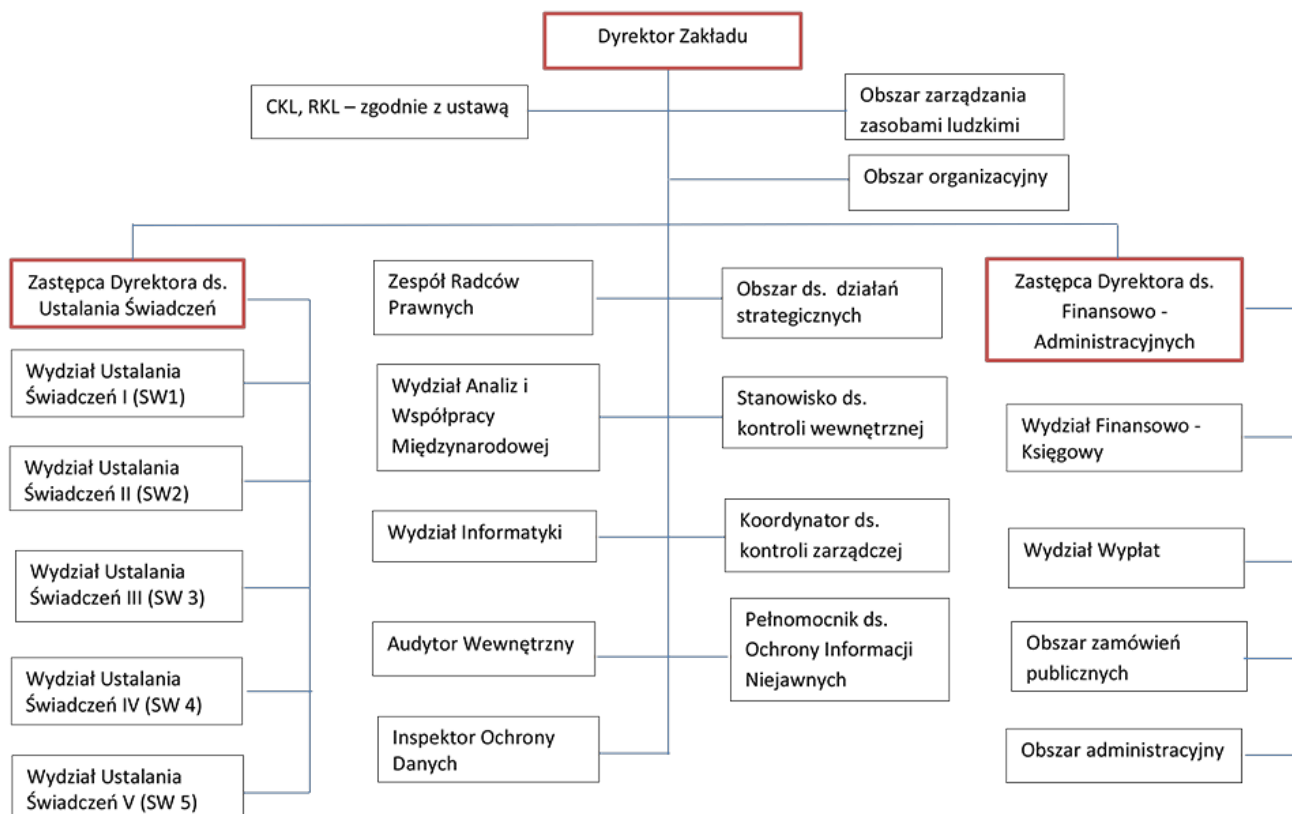 Dyrektor Zakładu
CKL, RKL – zgodnie z ustawą
Obszar zarządzania
zasobami ludzkimi
Obszar organizacyjny
Zastępca Dyrektora ds.
Ustalania Świadczeń
Wydział Ustalania
Świadczeń I (SW1)
Wydział Ustalania
Świadczeń II (SW2)
Wydział Ustalania
Świadczeń III (SW 3)
Wydział Ustalania
Świadczeń IV (SW 4)
Wydział Ustalania
Świadczeń V (SW 5)
Zespół Radców
Prawnych
Wydział Analiz i
Współpracy
Międzynarodowej
Wydział Informatyki
Audytor Wewnętrzny
Inspektor Ochrony
Danych
Obszar ds.  działań
strategicznych
Stanowisko ds.
kontroli wewnętrznej
Koordynator ds.
kontroli zarządczej
Pełnomocnik ds.
Ochrony Informacji
Niejawnych
Zastępca Dyrektora ds.
Finansowo -
Administracyjnych
Wydział Finansowo -
Księgowy
Wydział Wypłat
Obszar zamówień
publicznych
Obszar administracyjny